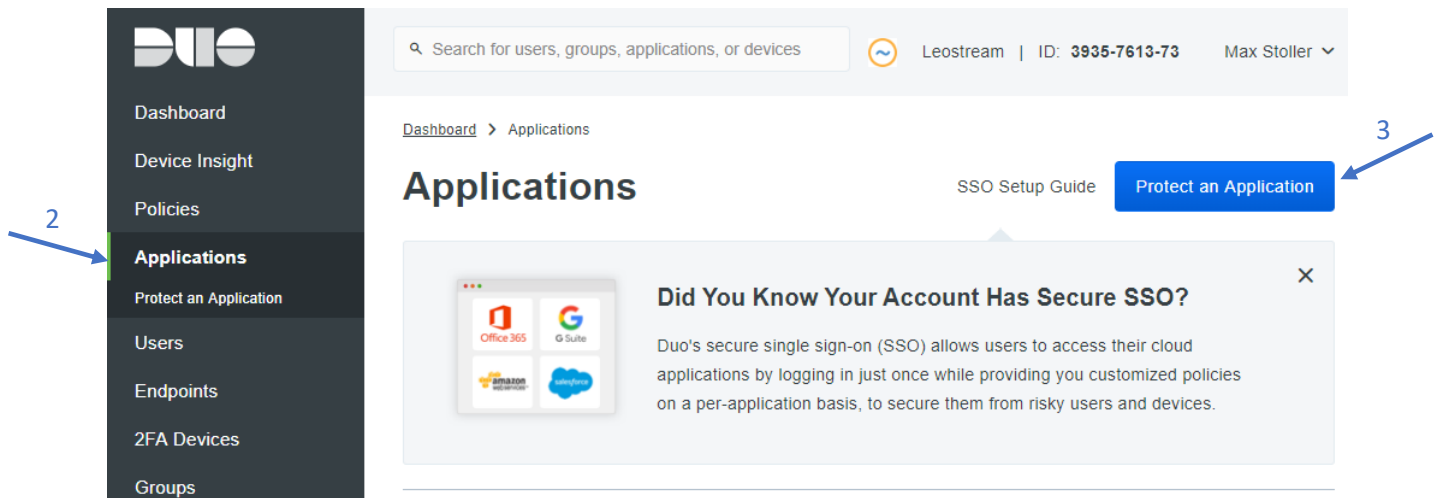 DUO
Search for users, groups, applications, or devices
Leostream | ID: 3935-7613-73
Max Stoller
Dashboard
Device Insight
Policies
2
Applications
Protect an Application
Users
Endpoints
2FA Devices
Groups
Dashboard > Applications
3
Applications
SSO Setup Guide
Protect an Application
Office 365
G Suite
amazon
webservices
salesforce
Did You Know Your Account Has Secure SSO?
Duo's secure single sign-on (SSO) allows users to access their cloud
applications by logging in just once while providing you customized policies
on a per-application basis, to secure them from risky users and devices.